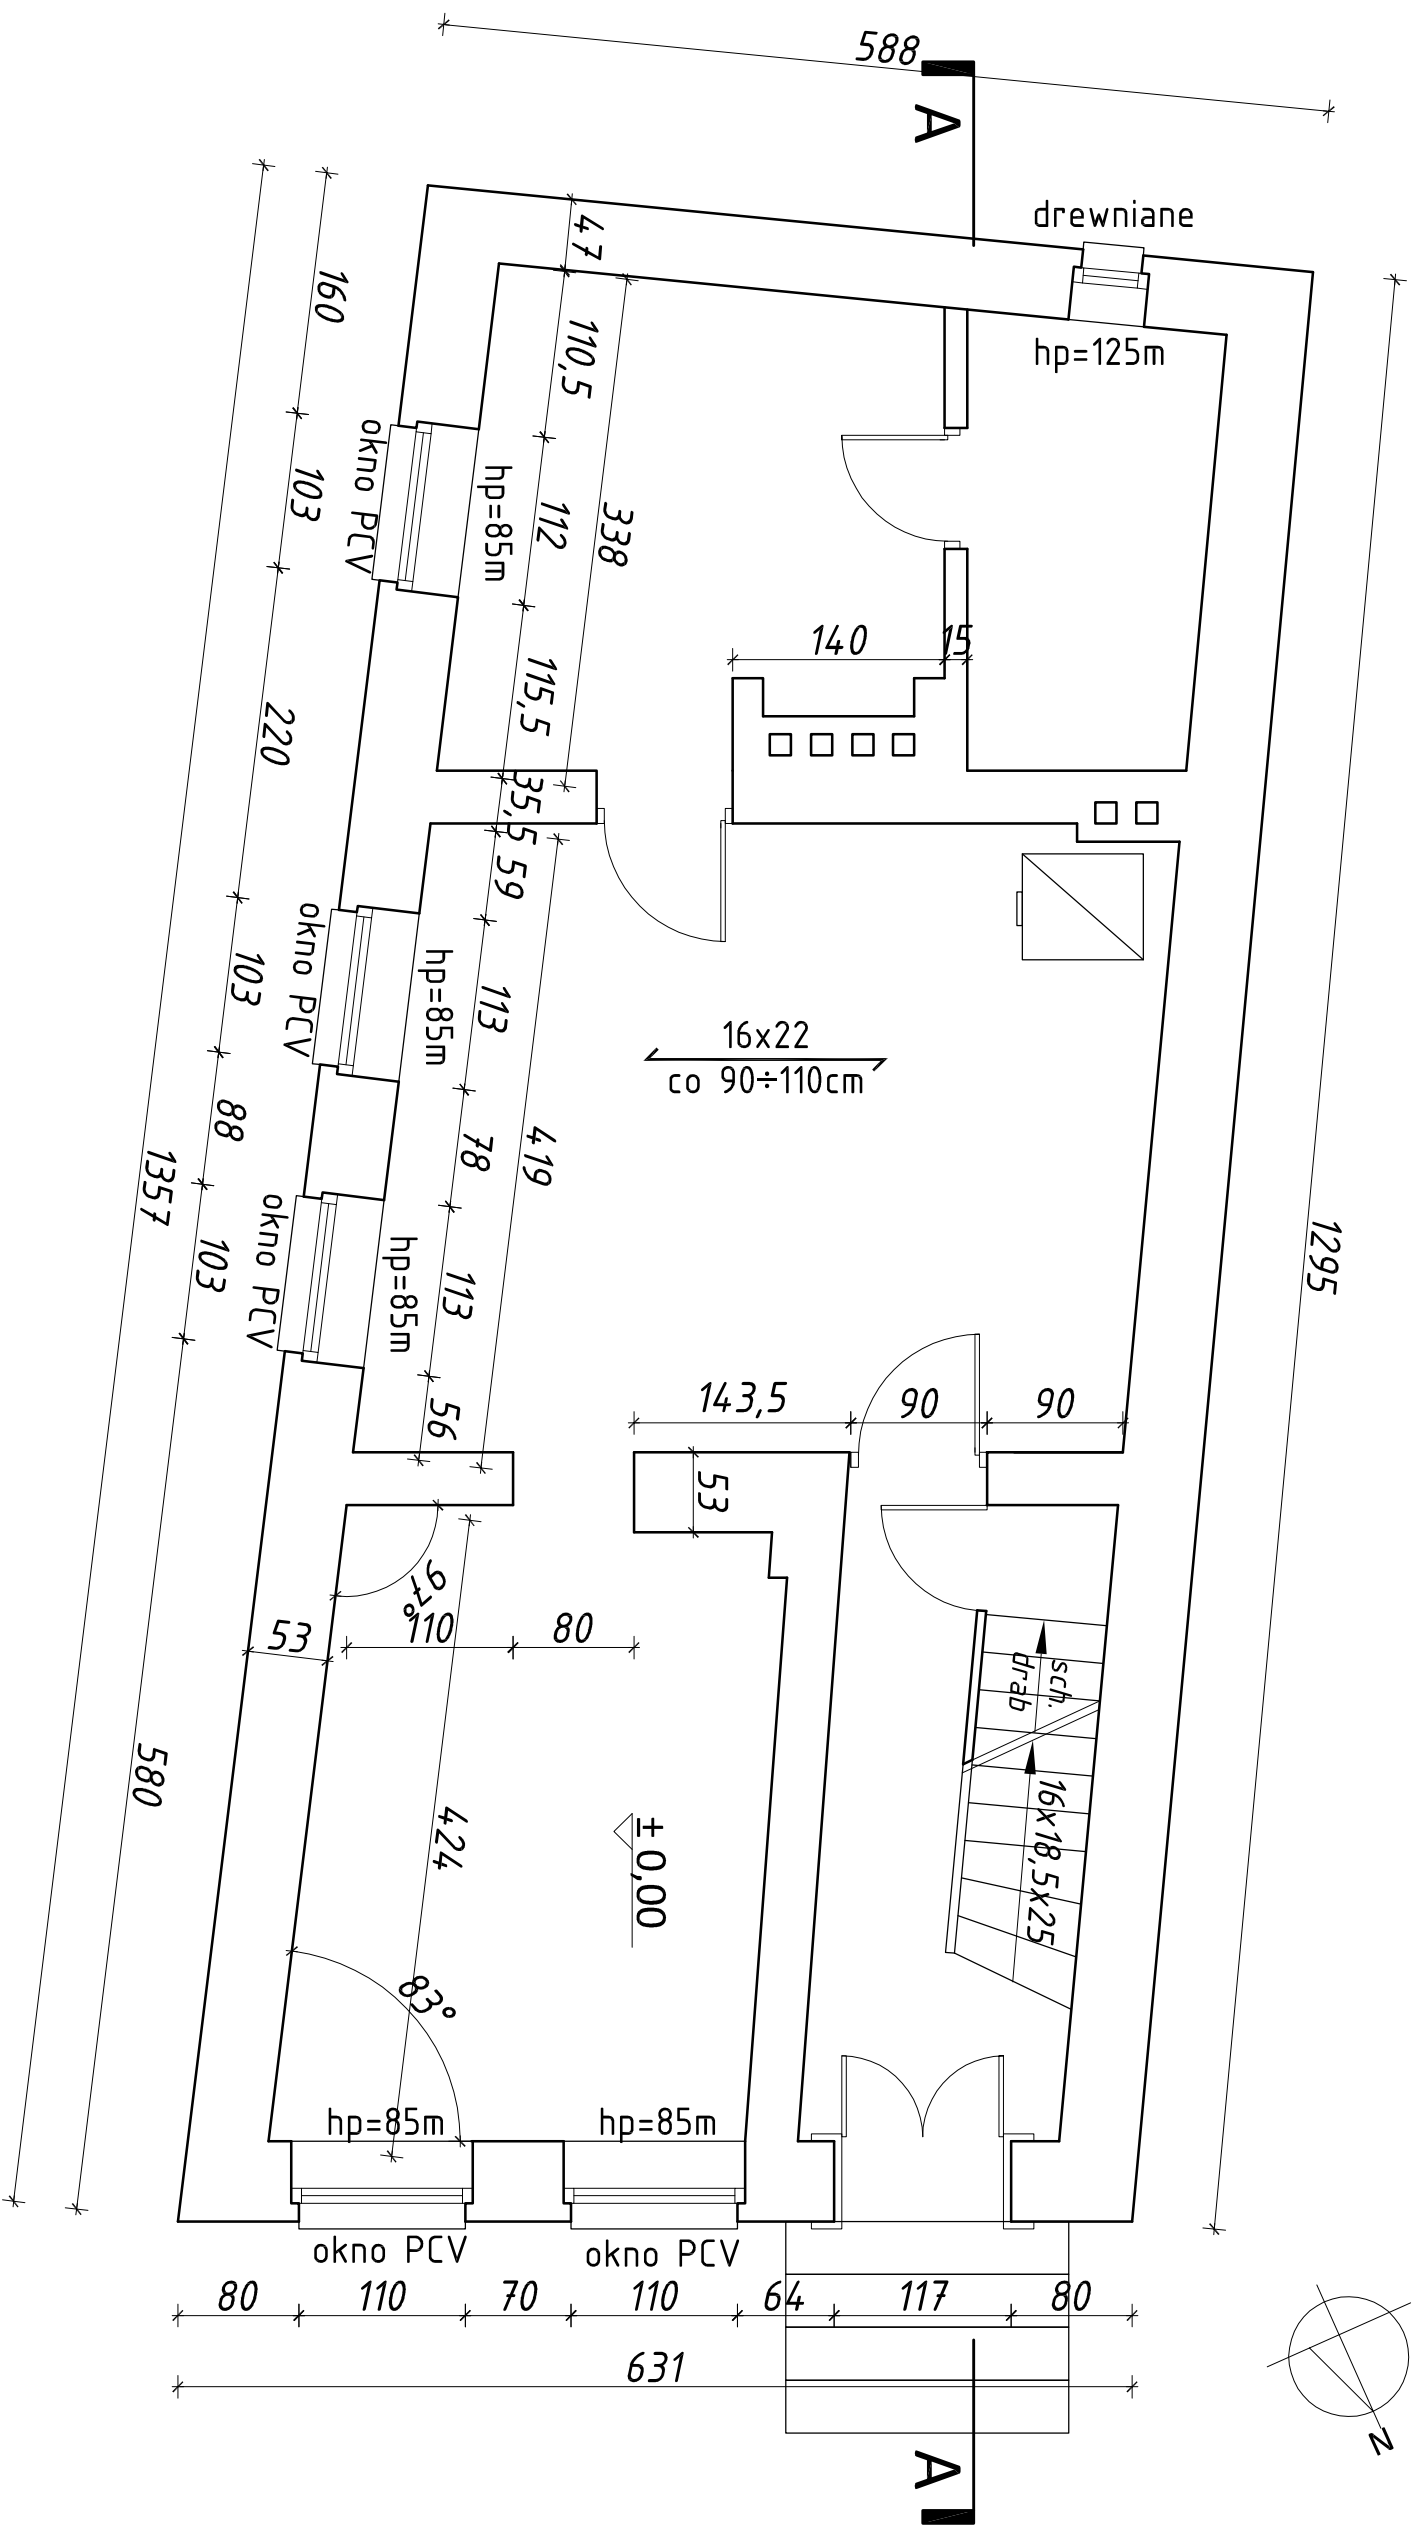 588
A
drewniane
hp=125m
47
160
110,5
338
okno PCV
hp=85m
103
112
140
15
115,5
220
35,5
59
okno PCV
hp=85m
103
113
16x22
co 90÷110cm
88
78
419
1357
okno PCV
hp=85m
103
113
1295
143,5
90
90
56
53
97°
53
110
80
sch.
drab
580
424
±0,00
16x18,5x25
83°
hp=85m
hp=85m
okno PCV
okno PCV
80
110
70
110
64
117
80
631
N
A